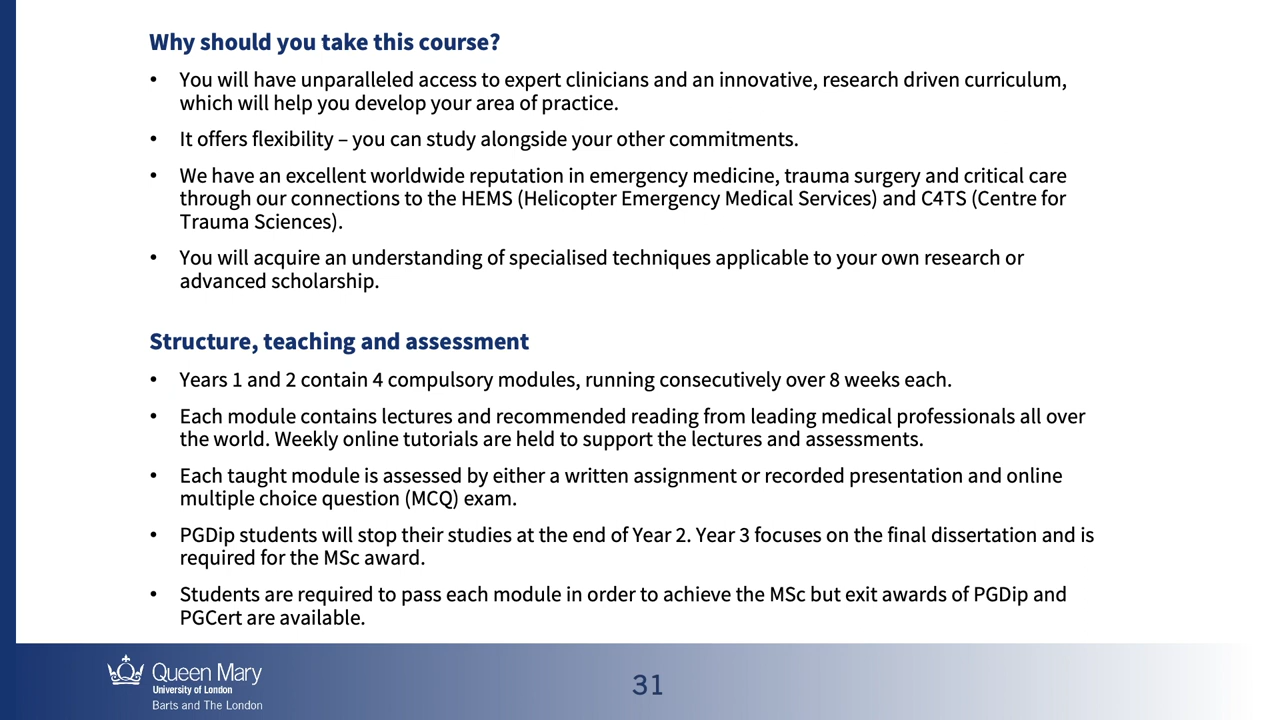 Why should you take this course?
• You will have unparalleled access to expert clinicians and an innovative, research driven curriculum,
which will help you develop your area of practice.
• It offers flexibility – you can study alongside your other commitments.
• We have an excellent worldwide reputation in emergency medicine, trauma surgery and critical care
through our connections to the HEMS (Helicopter Emergency Medical Services) and C4TS (Centre for
Trauma Sciences).
• You will acquire an understanding of specialised techniques applicable to your own research or
advanced scholarship.
Structure, teaching and assessment
• Years 1 and 2 contain 4 compulsory modules, running consecutively over 8 weeks each.
• Each module contains lectures and recommended reading from leading medical professionals all over
the world. Weekly online tutorials are held to support the lectures and assessments.
• Each taught module is assessed by either a written assignment or recorded presentation and online
multiple choice question (MCQ) exam.
• PGDip students will stop their studies at the end of Year 2. Year 3 focuses on the final dissertation and is
required for the MSc award.
• Students are required to pass each module in order to achieve the MSc but exit awards of PGDip and
PGCert are available.
Queen Mary
University of London
Barts and The London
31